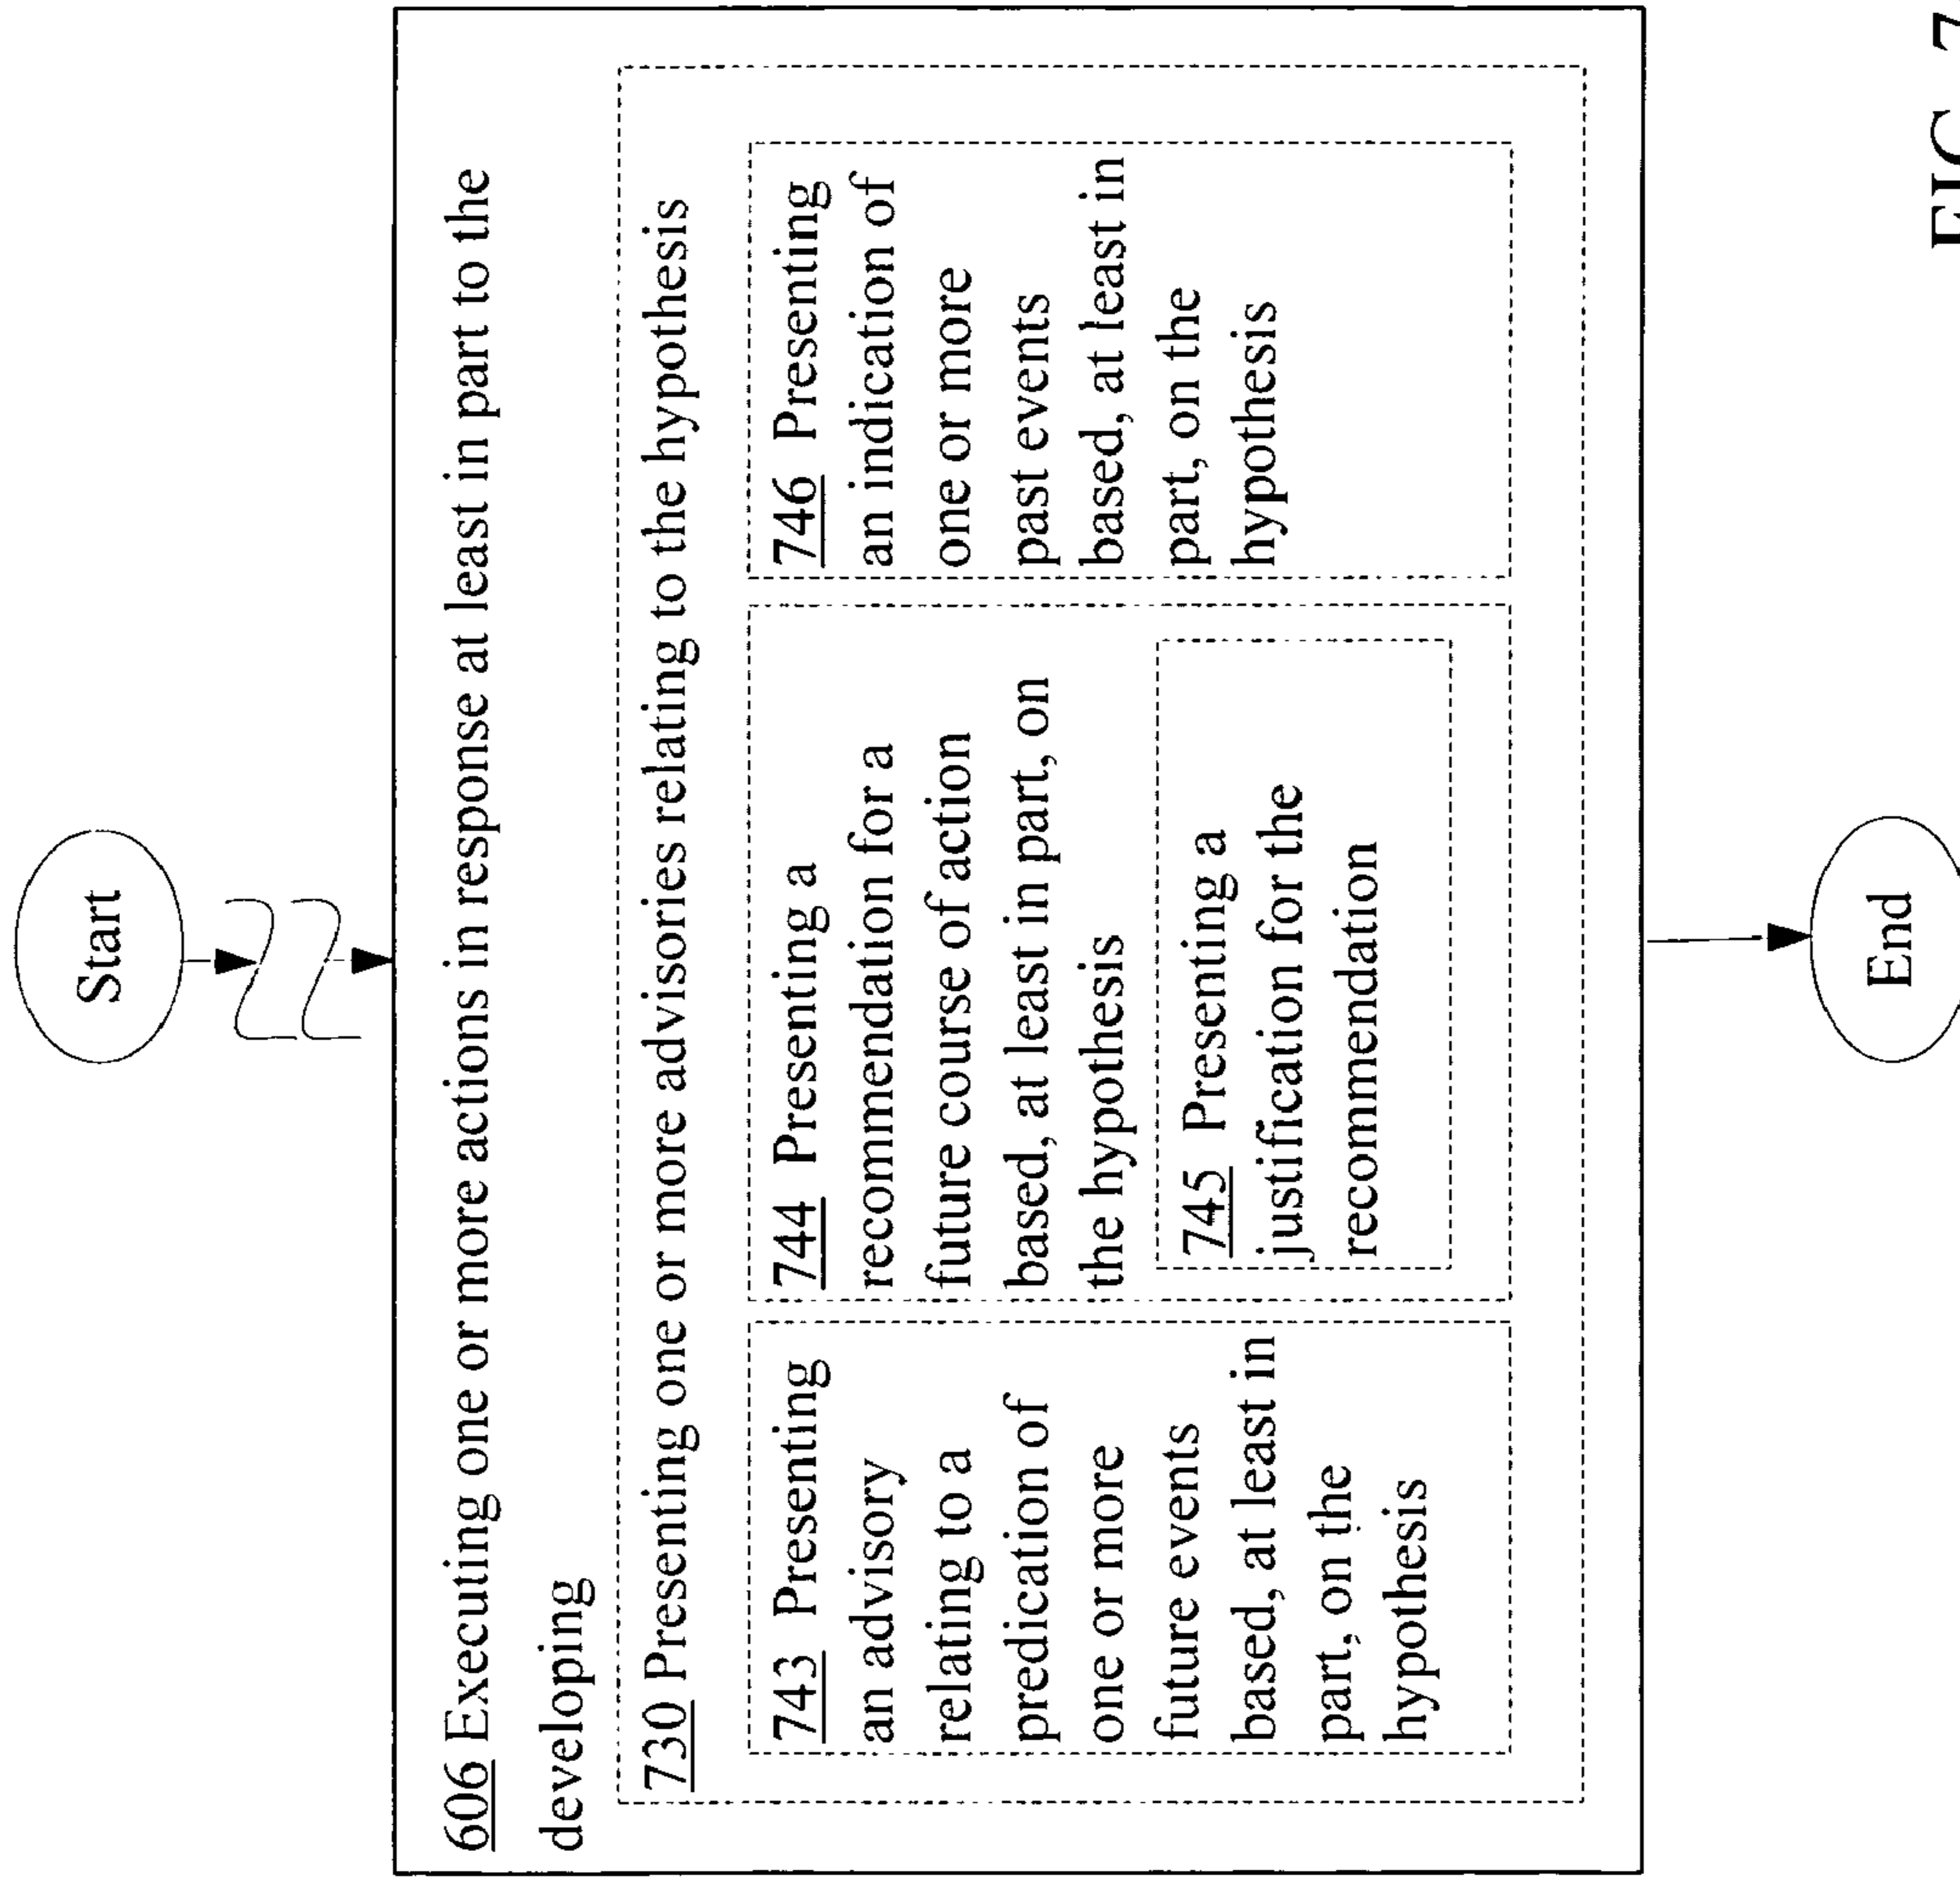 Start
606 Executing one or more actions in response at least in part to the
developing
730 Presenting one or more advisories relating to the hypothesis
743 Presenting
an advisory
relating to a
predication of
one or more
future events
based, at least in
part, on the
hypothesis
744 Presenting a
recommendation for a
future course of action
based, at least in part, on
the hypothesis
745 Presenting a
justification for the
recommendation
746 Presenting
an indication of
one or more
past events
based, at least in
part, on the
hypothesis
End
FIG. 7